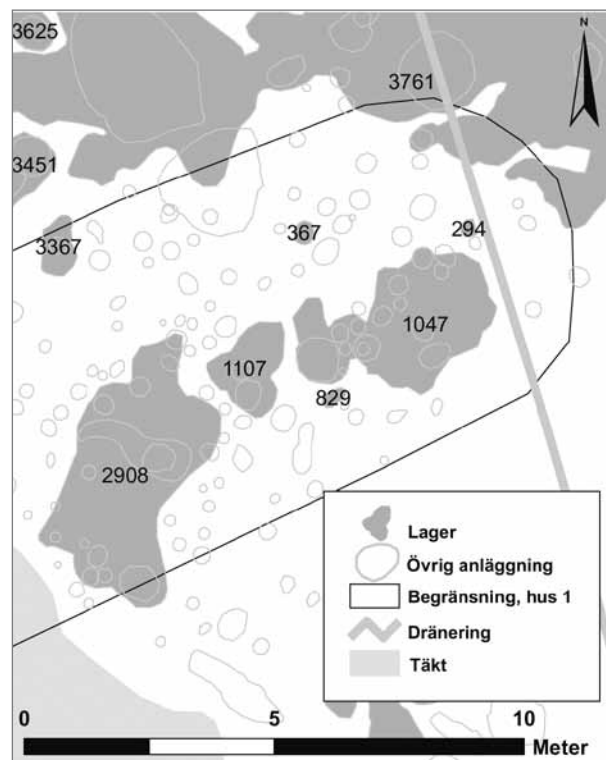 3625
N
3761
3451
3367
367
294
1047
1107
829
2908
Lager
Övrig anläggning
Begränsning, hus 1
Dränering
Täkt
0 5 10
Meter